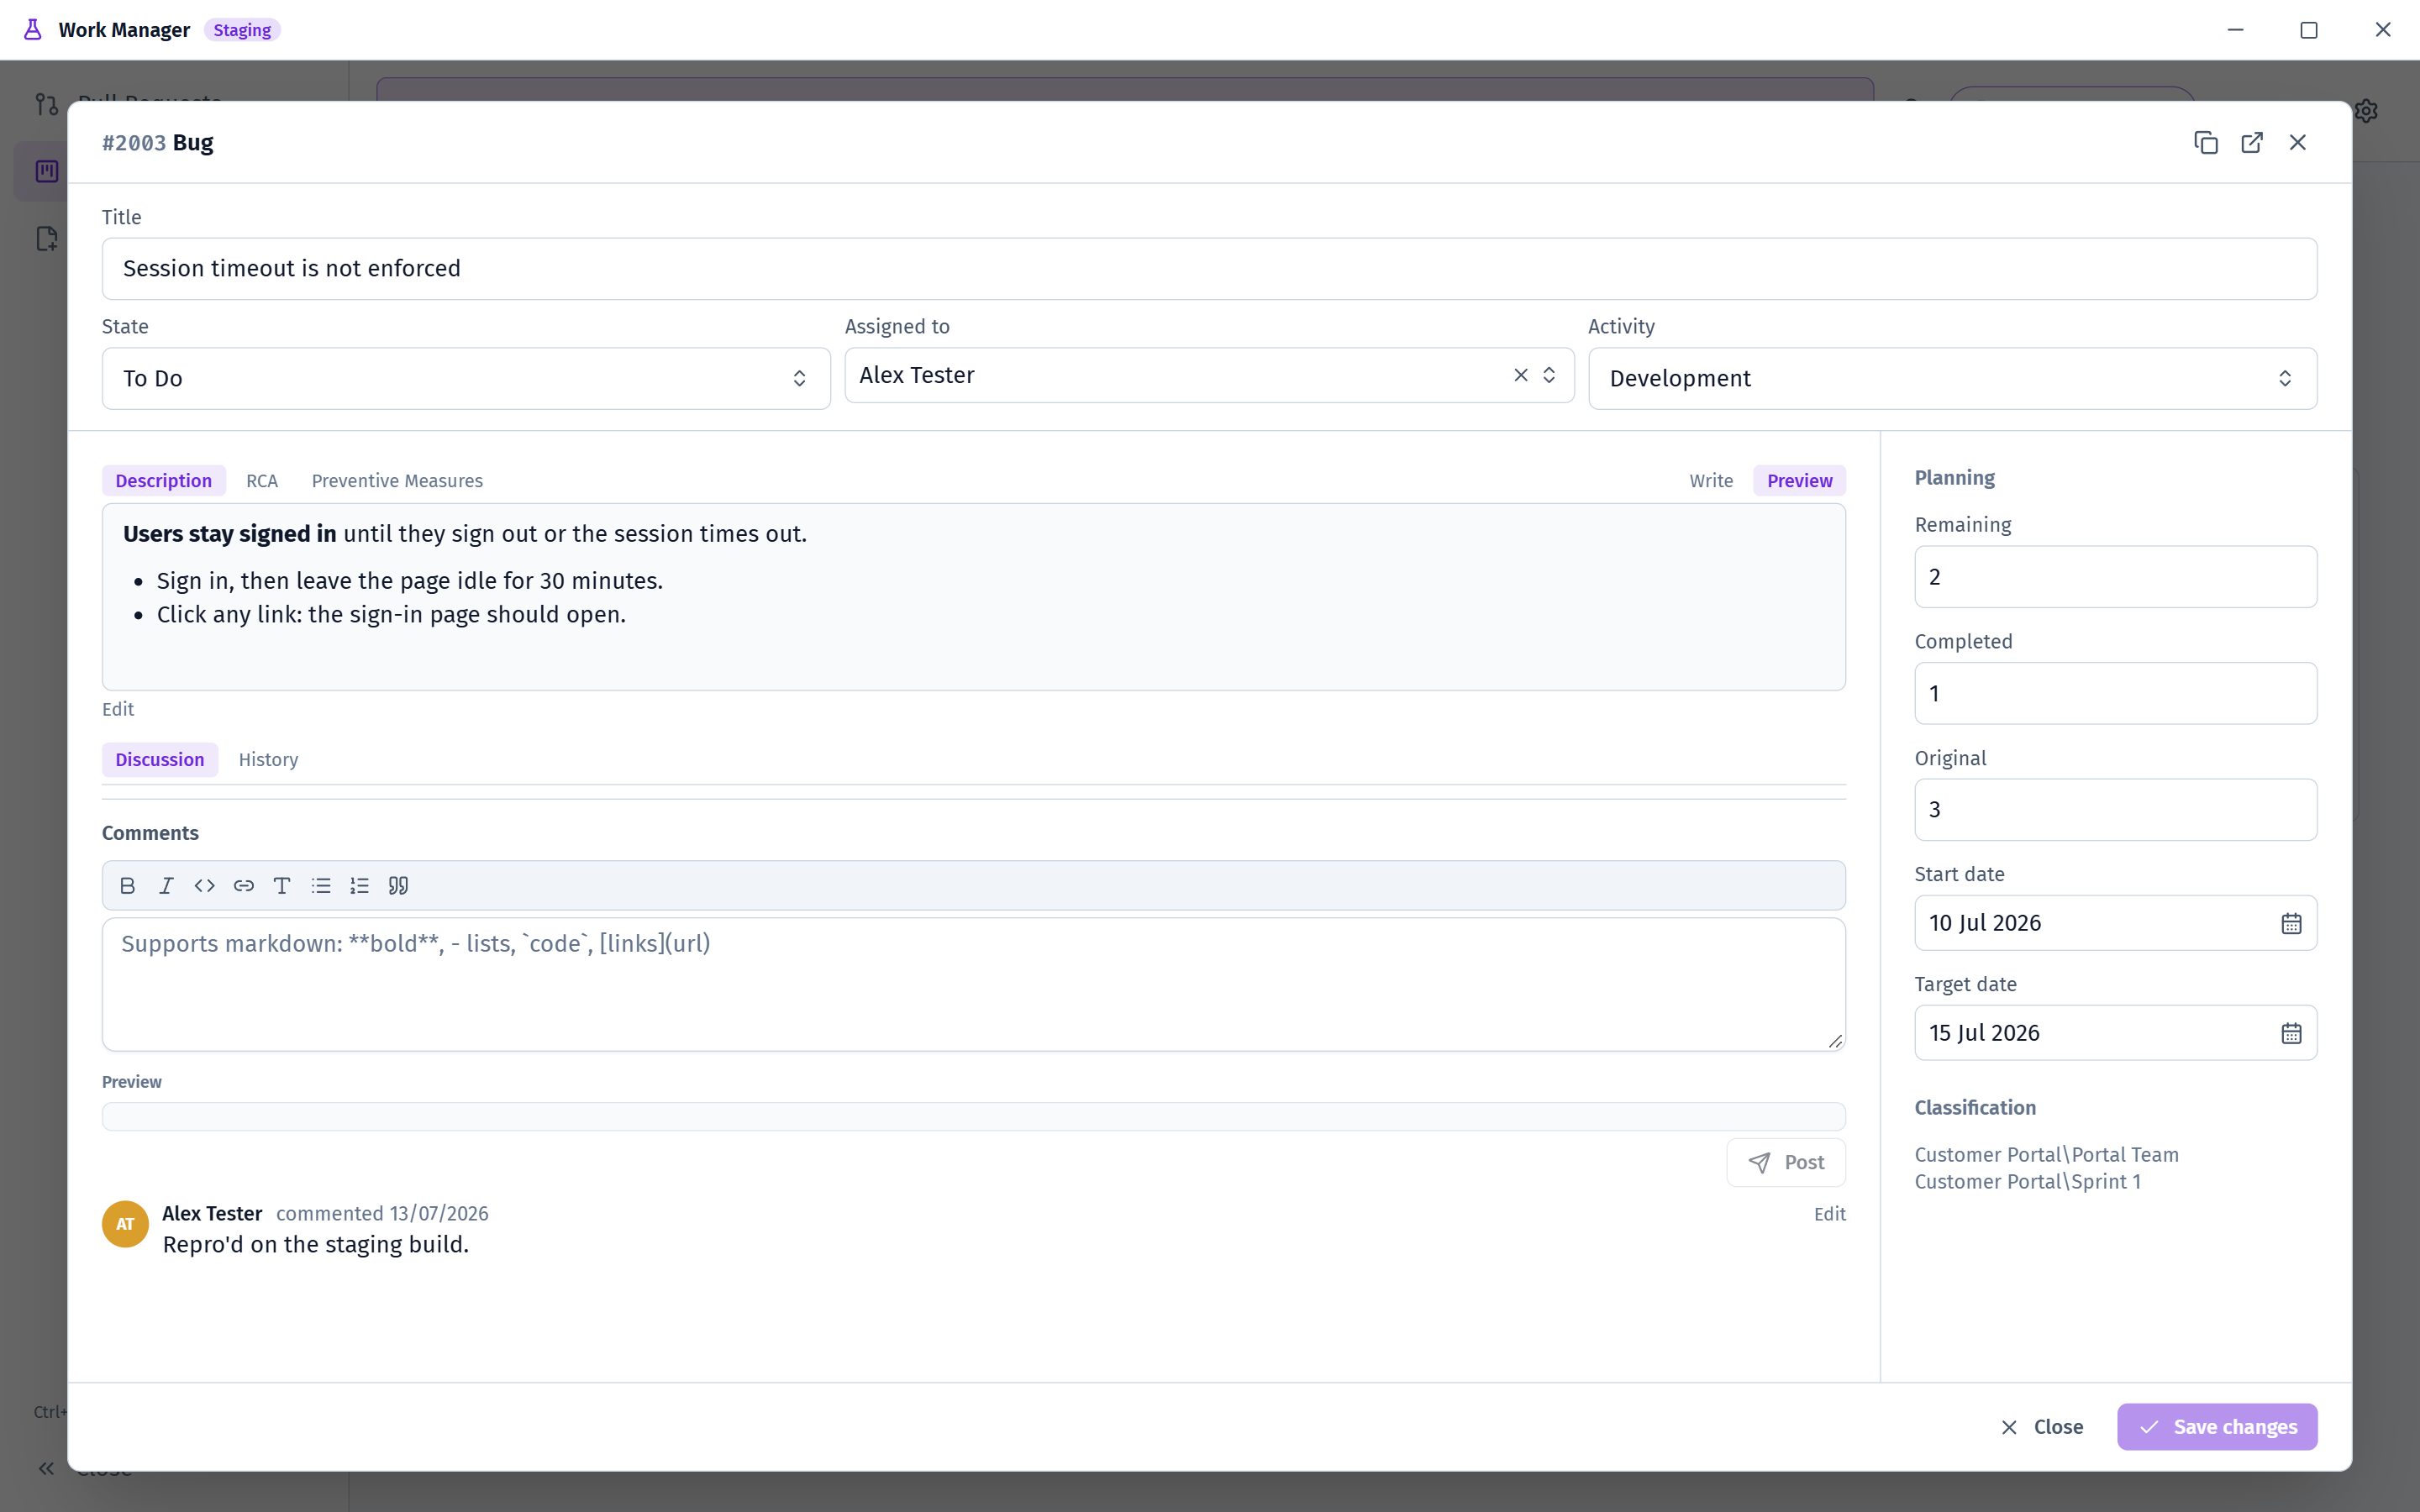 Work Manager Staging
#2003 Bug
Title
Session timeout is not enforced
State
To Do
Assigned to
Alex Tester
Activity
Development
Description RCA Preventive Measures Write Preview
Users stay signed in until they sign out or the session times out.
• Sign in, then leave the page idle for 30 minutes.
• Click any link: the sign-in page should open.
Edit
Discussion History
Comments
Supports markdown: **bold**, - lists, `code`, [links](url)
Preview
Post
AT
Alex Tester commented 13/07/2026 Edit
Repro'd on the staging build.
Planning
Remaining
2
Completed
1
Original
3
Start date
10 Jul 2026
Target date
15 Jul 2026
Classification
Customer Portal\Portal Team
Customer Portal\Sprint 1
Ctrl+
Close Save changes